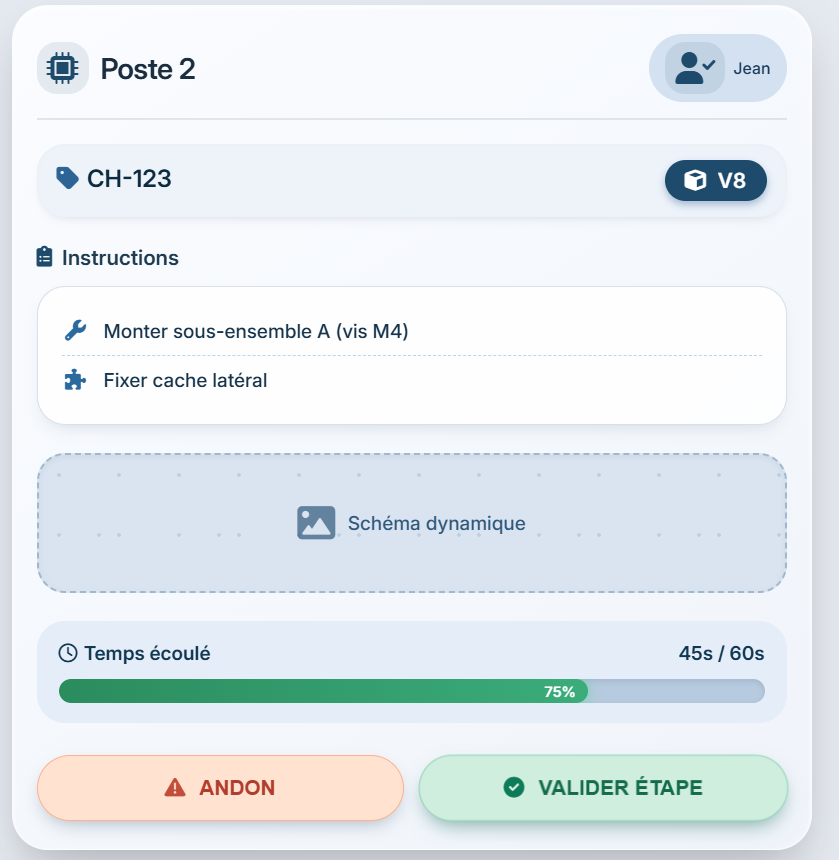 Poste 2
Jean
CH-123
V8
Instructions
Monter sous-ensemble A (vis M4)
Fixer cache latéral
Schéma dynamique
Temps écoulé
45s / 60s
75%
ANDON
VALIDER ÉTAPE